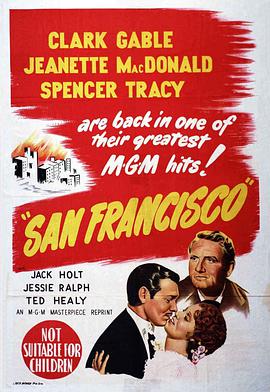 CLARK GABLE
JEANETTE MACDONALD
SPENCER TRACY
are back in one of
their greatest
M-G-M hits!
"SAN FRANCISCO"
JACK HOLT
JESSIE RALPH
TED HEALY
AN M-G-M MASTERPIECE REPRINT
NOT
SUITABLE FOR
CHILDREN